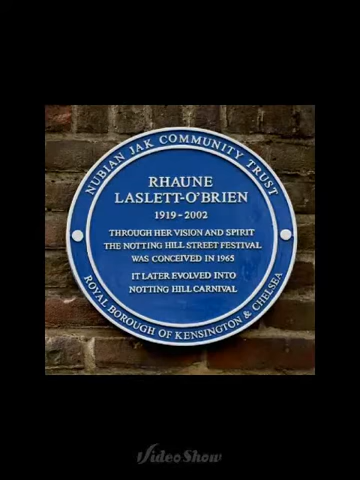 NUBIAN JAK COMMUNITY TRUST
RHAUNE
LASLETT-O'BRIEN
1919-2002
THROUGH HER VISION AND SPIRIT
THE NOTTING HILL STREET FESTIVAL
WAS CONCEIVED IN 1965
IT LATER EVOLVED INTO
NOTTING HILL CARNIVAL
ROYAL BOROUGH OF KENSINGTON & CHELSEA
VideoShow